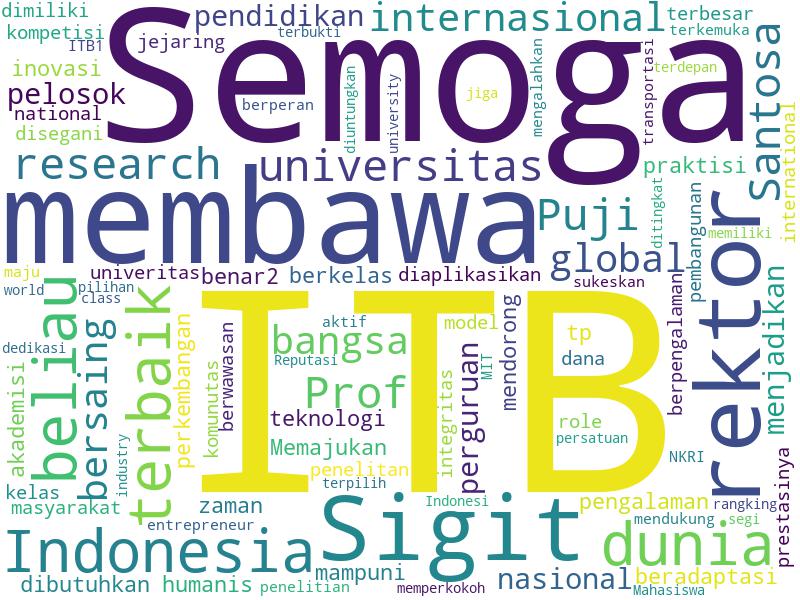 dimiliki
pendidikan
internasional
terbesar
kompetisi
ITB1
jejaring
terbukti
terkemuka
Semoga
inovasi
pelosok
national
disegani
berperan
diuntungkan
university
jiga
mengalahkan
transportasi
terdepan
santosa
international
research
universitas
praktisi
membawa
Puji
ditingkat
pembangunan
memiliki
global
rektor
maju
univeritas
benar2
berkelas
diaplikasikan
sukeskan
world
pilihan
class
beliau
bersaing
terbaik
ITB
aktif
bangsa
Reputasi
model
mendorong
tp
dana
berpengalamanl
menjadikan
dedikasi
perkembangan
berwawasan
komunutas
Prof
MIT
perguruan
integritas
teknologi
role
persatuan
Memajukan
akademisi
industry
penelitan
terpilih
NKRI
kelas
masyarakat
zaman
entrepreneur
Indonesi
Sigit
pengalaman
rangking
mendukung
segi
prestasinya
Indonesia
dunia
dibutuhkan
humanis
penelitian
mampuni
memperkokoh
nasional
beradaptasi
Mahasiswa